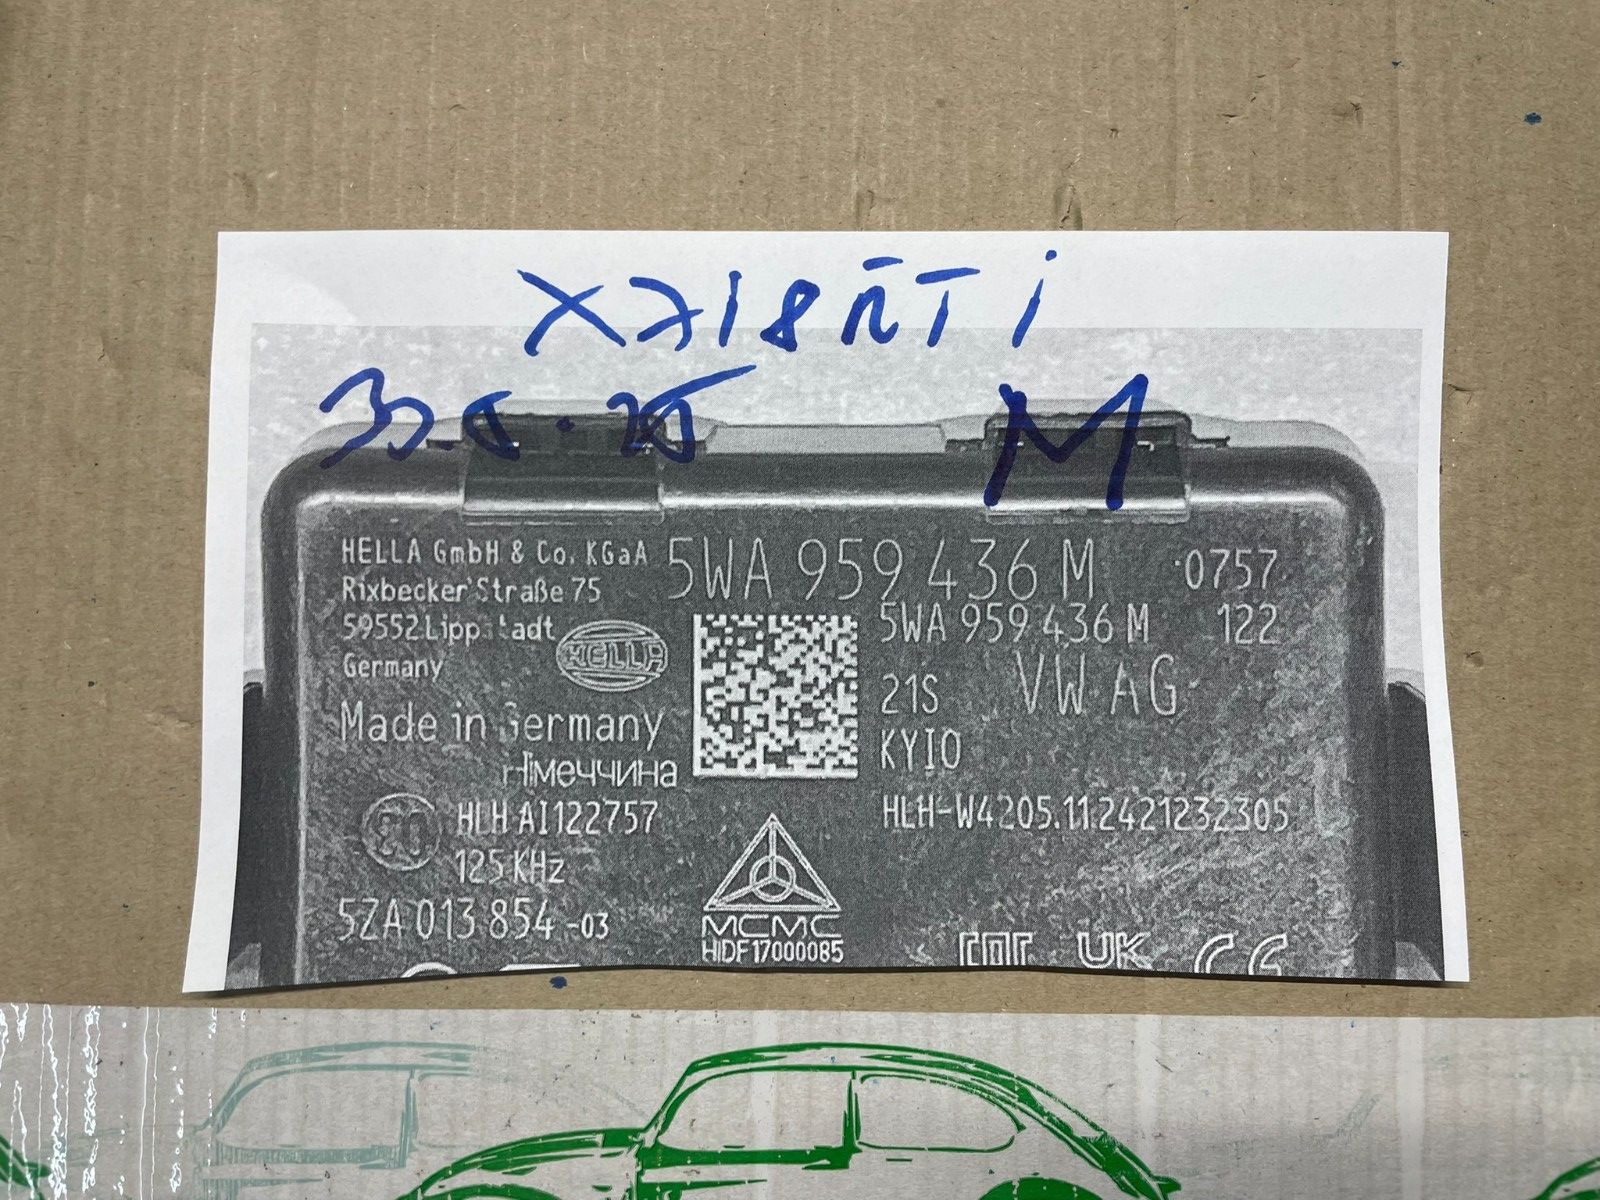 M
HELLA GmbH & Co. KGaA
Rixbecker Straße 75
59552 Lippstadt
Germany
HELLA
Made in Germany
Німеччина
HLH AI122757
125 KHz
5ZA 013 854 -03
5WA 959 436 M 0757
5WA 959 436 M 122
21S VW AG
KYIO
HLH-W4205.11.2421232305
MCMC
HIDF17000085
UK
CE